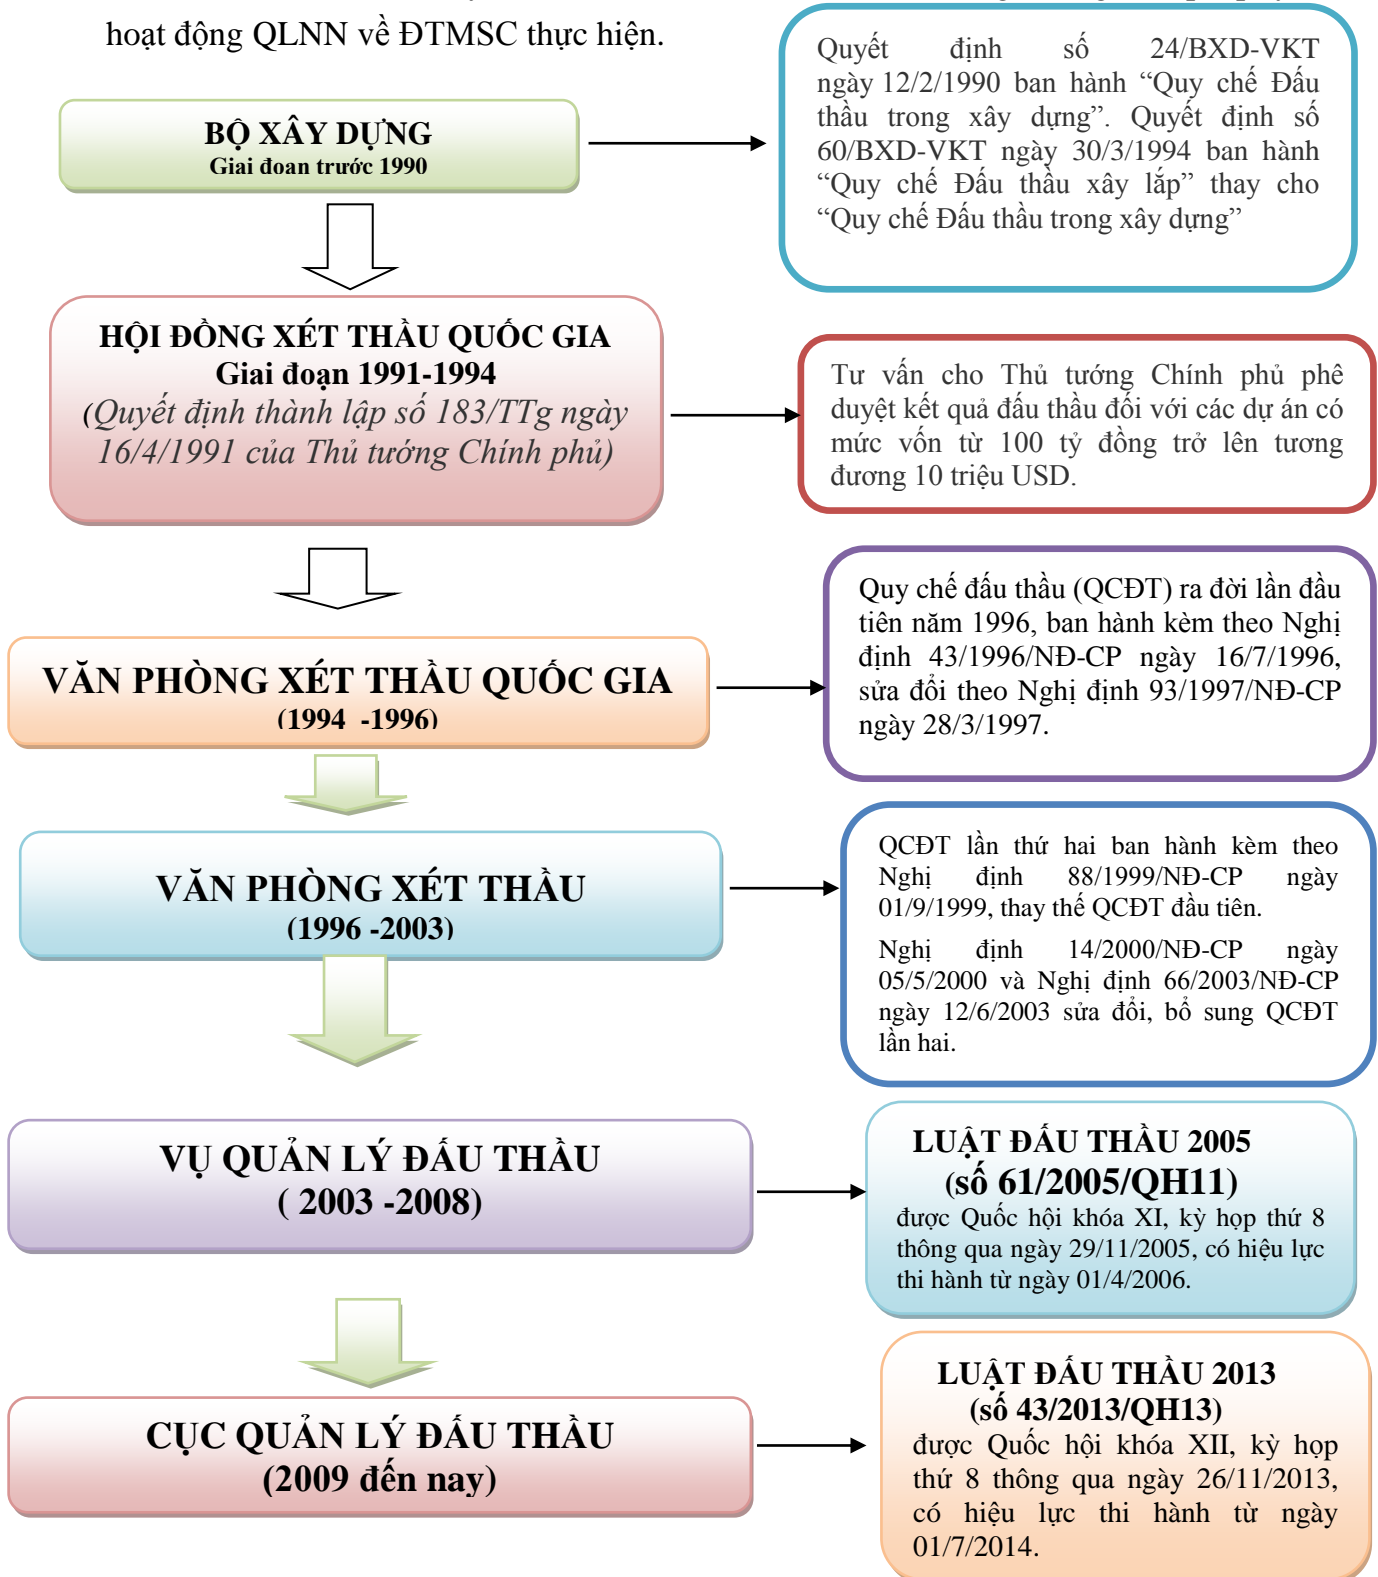 hoạt động QLNN về ĐTMSC thực hiện.
BỘ XÂY DỰNG
Giai đoan trước 1990
Quyết định số 24/BXD-VKT
ngày 12/2/1990 ban hành “Quy chế Đấu
thầu trong xây dựng”. Quyết định số
60/BXD-VKT ngày 30/3/1994 ban hành
“Quy chế Đấu thầu xây lắp” thay cho
“Quy chế Đấu thầu trong xây dựng”
HỘI ĐỒNG XÉT THẦU QUỐC GIA
Giai đoạn 1991-1994
(Quyết định thành lập số 183/TTg ngày
16/4/1991 của Thủ tướng Chính phủ)
Tư vấn cho Thủ tướng Chính phủ phê
duyệt kết quả đấu thầu đối với các dự án có
mức vốn từ 100 tỷ đồng trở lên tương
đương 10 triệu USD.
VĂN PHÒNG XÉT THẦU QUỐC GIA
(1994 -1996)
Quy chế đấu thầu (QCĐT) ra đời lần đầu
tiên năm 1996, ban hành kèm theo Nghị
định 43/1996/NĐ-CP ngày 16/7/1996,
sửa đổi theo Nghị định 93/1997/NĐ-CP
ngày 28/3/1997.
VĂN PHÒNG XÉT THẦU
(1996 -2003)
QCĐT lần thứ hai ban hành kèm theo
Nghị định 88/1999/NĐ-CP ngày
01/9/1999, thay thế QCĐT đầu tiên.
Nghị định 14/2000/NĐ-CP ngày
05/5/2000 và Nghị định 66/2003/NĐ-CP
ngày 12/6/2003 sửa đổi, bổ sung QCĐT
lần hai.
VỤ QUẢN LÝ ĐẤU THẦU
( 2003 -2008)
LUẬT ĐẤU THẦU 2005
(số 61/2005/QH11)
được Quốc hội khóa XI, kỳ họp thứ 8
thông qua ngày 29/11/2005, có hiệu lực
thi hành từ ngày 01/4/2006.
CỤC QUẢN LÝ ĐẤU THẦU
(2009 đến nay)
LUẬT ĐẤU THẦU 2013
(số 43/2013/QH13)
được Quốc hội khóa XII, kỳ họp
thứ 8 thông qua ngày 26/11/2013,
có hiệu lực thi hành từ ngày
01/7/2014.